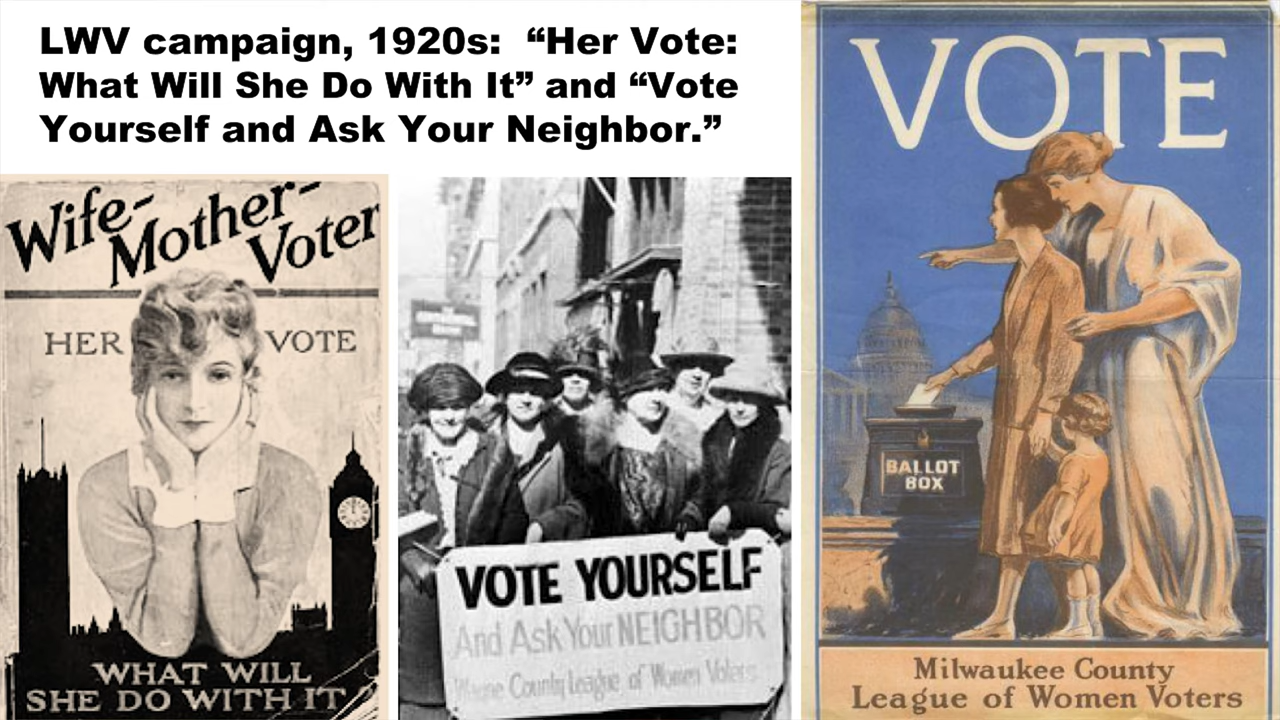 LWV campaign, 1920s:  “Her Vote:
What Will She Do With It” and “Vote
Yourself and Ask Your Neighbor.”
Wife-
Mother-
Voter
HER VOTE
WHAT WILL
SHE DO WITH IT
VOTE YOURSELF
And Ask Your NEIGHBOR
Wayne County League of Women Voters
VOTE
BALLOT
BOX
Milwaukee County
League of Women Voters